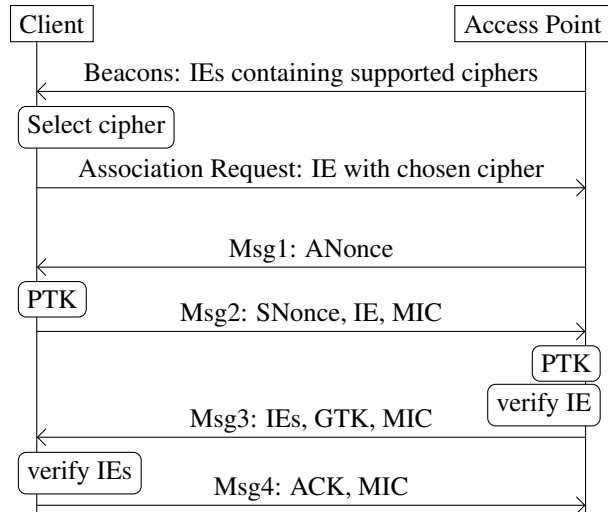 Client
Access Point
Beacons: IEs containing supported ciphers
Select cipher
Association Request: IE with chosen cipher
Msg1: ANonce
PTK
Msg2: SNonce, IE, MIC
PTK
verify IE
Msg3: IEs, GTK, MIC
verify IEs
Msg4: ACK, MIC